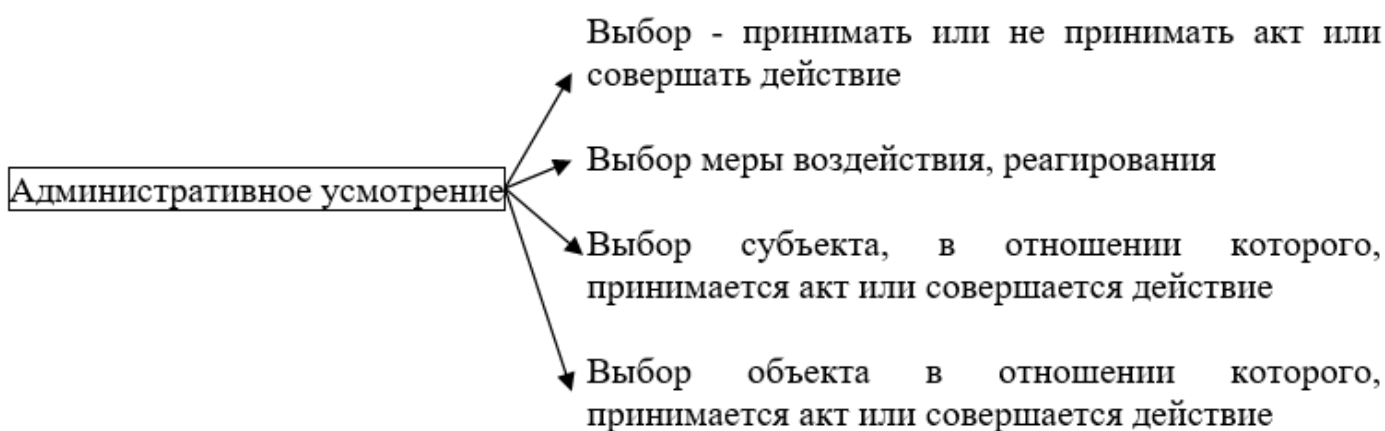 Выбор - принимать или не принимать акт или
совершать действие
Выбор меры воздействия, реагирования
Административное усмотрение
Выбор субъекта, в отношении которого,
принимается акт или совершается действие
Выбор объекта в отношении которого,
принимается акт или совершается действие